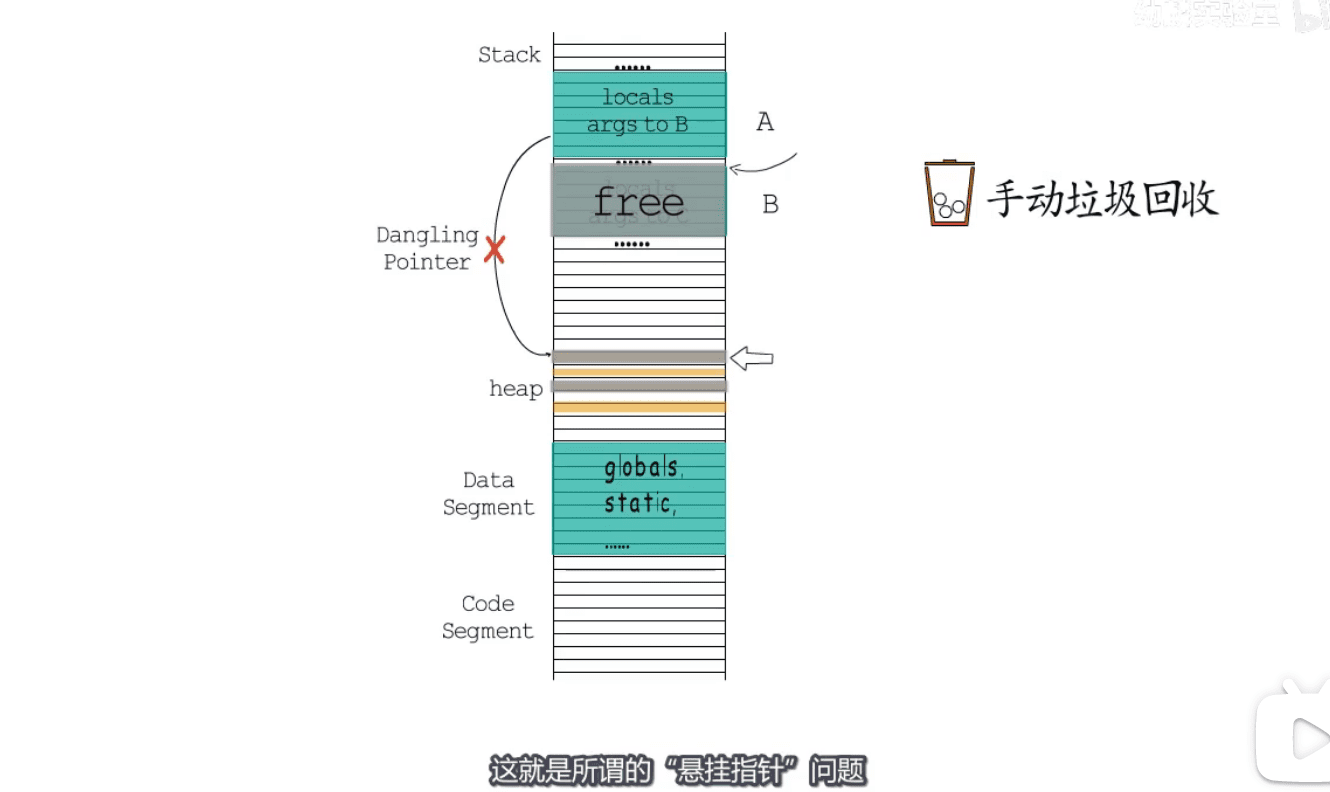 Stack
......
locals
args to B
A
......
free
B
手动垃圾回收
......
Dangling
Pointer
heap
Data
Segment
globals,
static,
......
Code
Segment
这就是所谓的“悬挂指针”问题